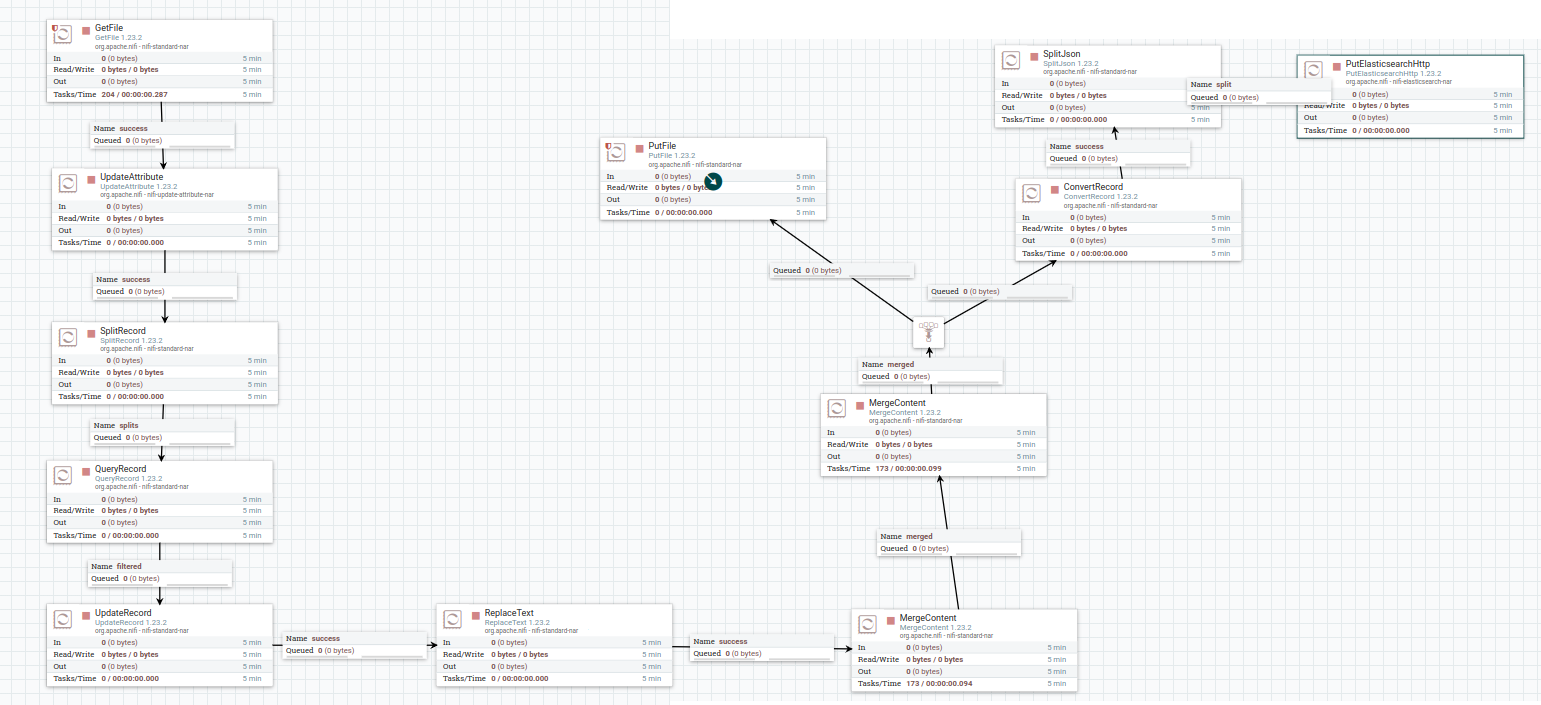 GetFile
GetFile 1.23.2
org.apache.nifi - nifi-standard-nar
In 0 (0 bytes) 5 min
Read/Write 0 bytes / 0 bytes 5 min
Out 0 (0 bytes) 5 min
Tasks/Time 204 / 00:00:00.287 5 min
Name success
Queued 0 (0 bytes)
UpdateAttribute
UpdateAttribute 1.23.2
org.apache.nifi - nifi-update-attribute-nar
In 0 (0 bytes) 5 min
Read/Write 0 bytes / 0 bytes 5 min
Out 0 (0 bytes) 5 min
Tasks/Time 0 / 00:00:00.000 5 min
Name success
Queued 0 (0 bytes)
SplitRecord
SplitRecord 1.23.2
org.apache.nifi - nifi-standard-nar
In 0 (0 bytes) 5 min
Read/Write 0 bytes / 0 bytes 5 min
Out 0 (0 bytes) 5 min
Tasks/Time 0 / 00:00:00.000 5 min
Name splits
Queued 0 (0 bytes)
QueryRecord
QueryRecord 1.23.2
org.apache.nifi - nifi-standard-nar
In 0 (0 bytes) 5 min
Read/Write 0 bytes / 0 bytes 5 min
Out 0 (0 bytes) 5 min
Tasks/Time 0 / 00:00:00.000 5 min
Name filtered
Queued 0 (0 bytes)
UpdateRecord
UpdateRecord 1.23.2
org.apache.nifi - nifi-standard-nar
In 0 (0 bytes) 5 min
Read/Write 0 bytes / 0 bytes 5 min
Out 0 (0 bytes) 5 min
Tasks/Time 0 / 00:00:00.000 5 min
Name success
Queued 0 (0 bytes)
ReplaceText
ReplaceText 1.23.2
org.apache.nifi - nifi-standard-nar
In 0 (0 bytes) 5 min
Read/Write 0 bytes / 0 bytes 5 min
Out 0 (0 bytes) 5 min
Tasks/Time 0 / 00:00:00.000 5 min
Name success
Queued 0 (0 bytes)
MergeContent
MergeContent 1.23.2
org.apache.nifi - nifi-standard-nar
In 0 (0 bytes) 5 min
Read/Write 0 bytes / 0 bytes 5 min
Out 0 (0 bytes) 5 min
Tasks/Time 173 / 00:00:00.094 5 min
Name merged
Queued 0 (0 bytes)
MergeContent
MergeContent 1.23.2
org.apache.nifi - nifi-standard-nar
In 0 (0 bytes) 5 min
Read/Write 0 bytes / 0 bytes 5 min
Out 0 (0 bytes) 5 min
Tasks/Time 173 / 00:00:00.099 5 min
Name merged
Queued 0 (0 bytes)
Queued 0 (0 bytes)
PutFile
PutFile 1.23.2
org.apache.nifi - nifi-standard-nar
In 0 (0 bytes) 5 min
Read/Write 0 bytes / 0 byte 5 min
Out 0 (0 bytes) 5 min
Tasks/Time 0 / 00:00:00.000 5 min
Queued 0 (0 bytes)
ConvertRecord
ConvertRecord 1.23.2
org.apache.nifi - nifi-standard-nar
In 0 (0 bytes) 5 min
Read/Write 0 bytes / 0 bytes 5 min
Out 0 (0 bytes) 5 min
Tasks/Time 0 / 00:00:00.000 5 min
Name success
Queued 0 (0 bytes)
SplitJson
SplitJson 1.23.2
org.apache.nifi - nifi-standard-nar
In 0 (0 bytes)
Read/Write 0 bytes / 0 bytes
Out 0 (0 bytes) 5 min
Tasks/Time 0 / 00:00:00.000 5 min
Name split
Queued 0 (0 bytes)
PutElasticsearchHttp
PutElasticsearchHttp 1.23.2
org.apache.nifi - nifi-elasticsearch-nar
0 (0 bytes) 5 min
Read/Write 0 bytes / 0 bytes 5 min
Out 0 (0 bytes) 5 min
Tasks/Time 0 / 00:00:00.000 5 min